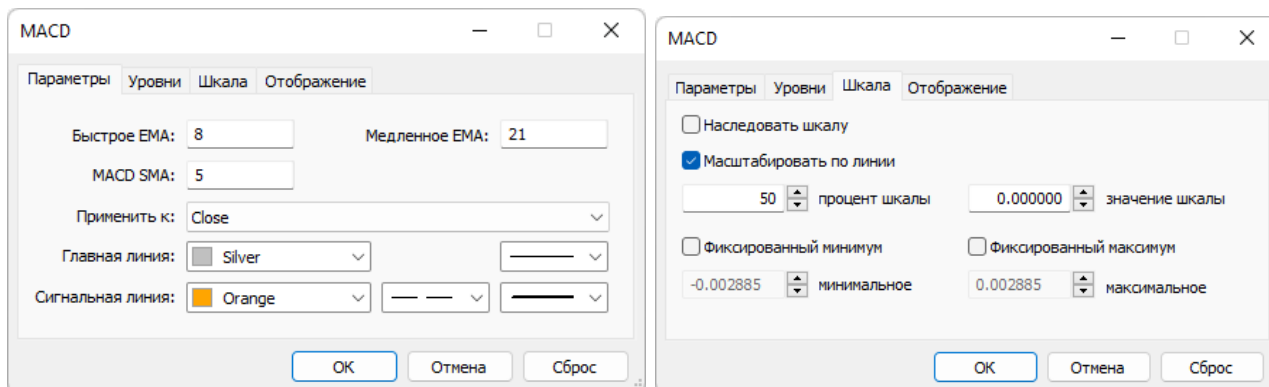 MACD
Параметры Уровни Шкала Отображение
Быстрое EMA: 8 Медленное EMA: 21
MACD SMA: 5
Применить к: Close
Главная линия: Silver
Сигнальная линия: Orange
OK Отмена Сброс
MACD
Параметры Уровни Шкала Отображение
Наследовать шкалу
Масштабировать по линии
50 процент шкалы 0.000000 значение шкалы
Фиксированный минимум Фиксированный максимум
-0.002885 минимальное 0.002885 максимальное
OK Отмена Сброс